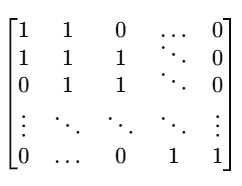 1 1 0 … 0
1 1 1 ⋱ 0
0 1 1 ⋱ 0
⋮ ⋱ ⋱ ⋱ ⋮
0 … 0 1 1